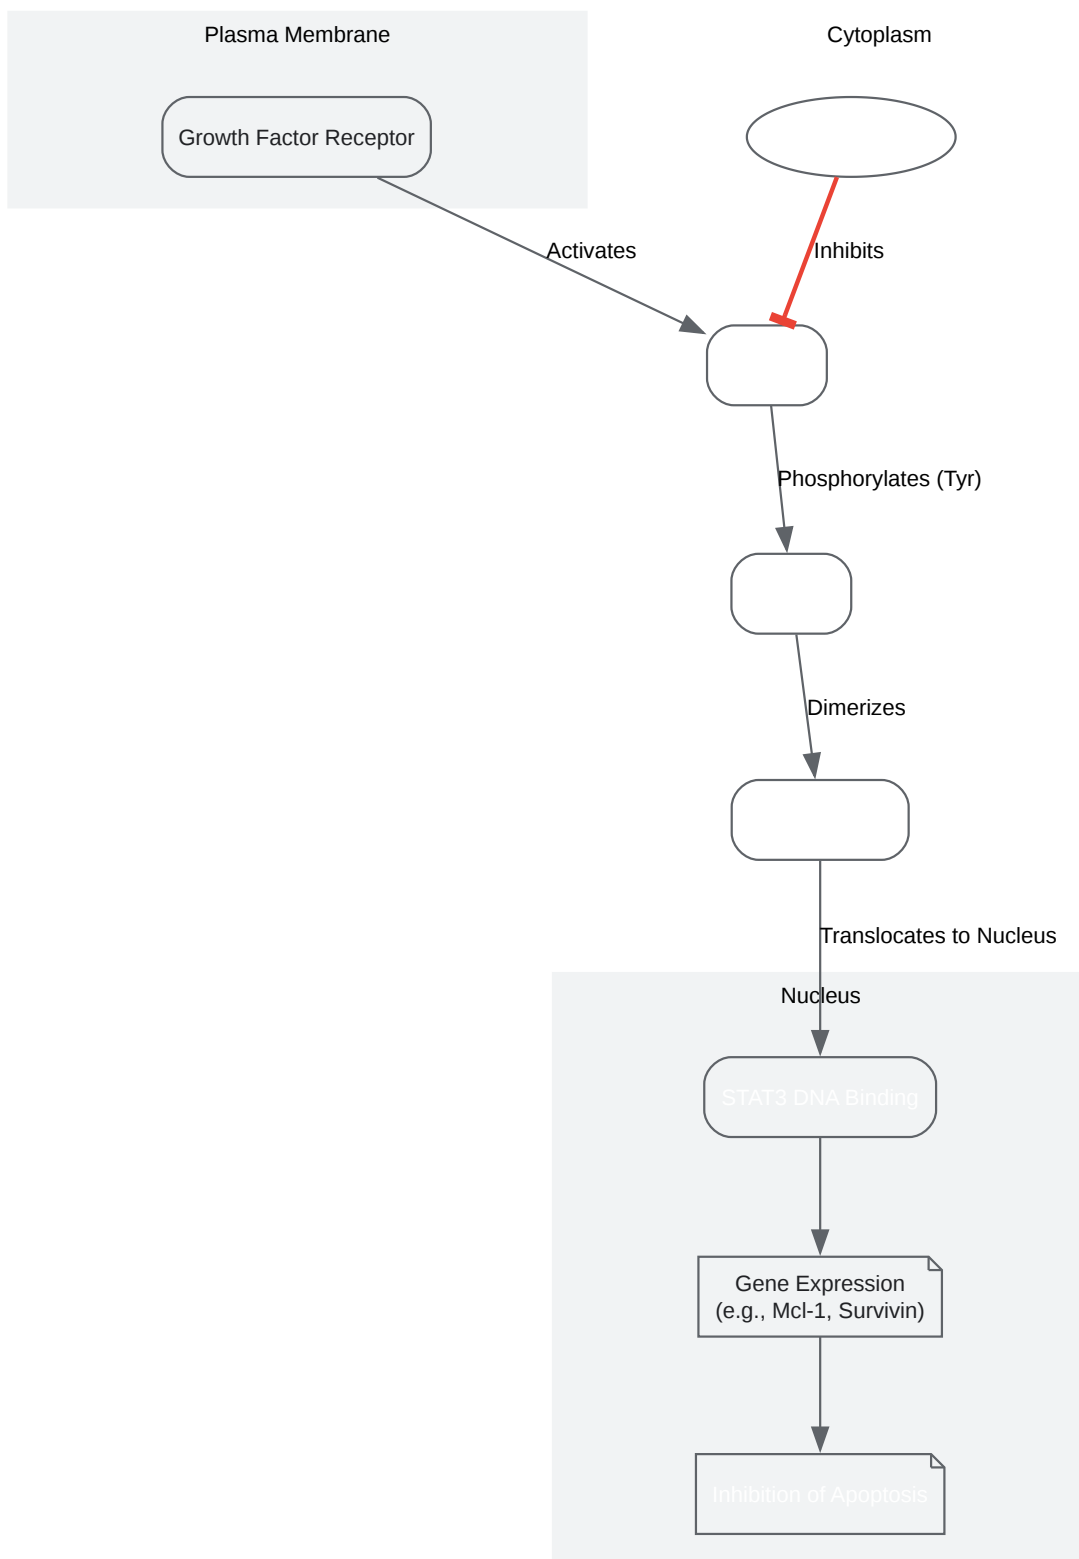 Plasma Membrane
Cytoplasm
Growth Factor Receptor
Activates
Inhibits
Phosphorylates (Tyr)
Dimerizes
Translocates to Nucleus
Nucleus
STAT3 DNA Binding
Gene Expression
(e.g., Mcl-1, Survivin)
Inhibition of Apoptosis